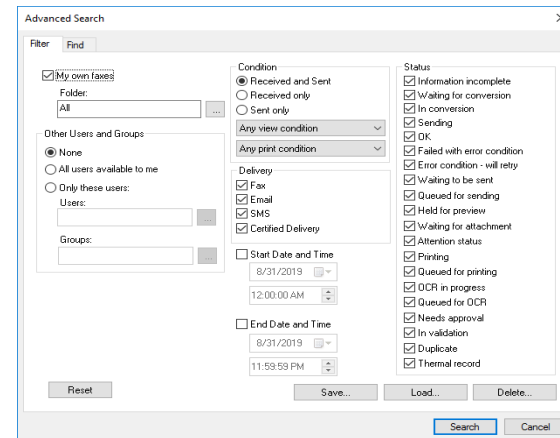 Advanced Search
Filter
Find
My own faxes
Folder:
All
...
Other Users and Groups
None
All users available to me
Only these users:
Users:
...
Groups:
...
Condition
Received and Sent
Received only
Sent only
Any view condition
Any print condition
Delivery
Fax
Email
SMS
Certified Delivery
Start Date and Time
8/31/2019
12:00:00 AM
End Date and Time
8/31/2019
11:59:59 PM
Status
Information incomplete
Waiting for conversion
In conversion
Sending
OK
Failed with error condition
Error condition - will retry
Waiting to be sent
Queued for sending
Held for preview
Waiting for attachment
Attention status
Printing
Queued for printing
OCR in progress
Queued for OCR
Needs approval
In validation
Duplicate
Thermal record
Reset
Save...
Load...
Delete...
Search
Cancel